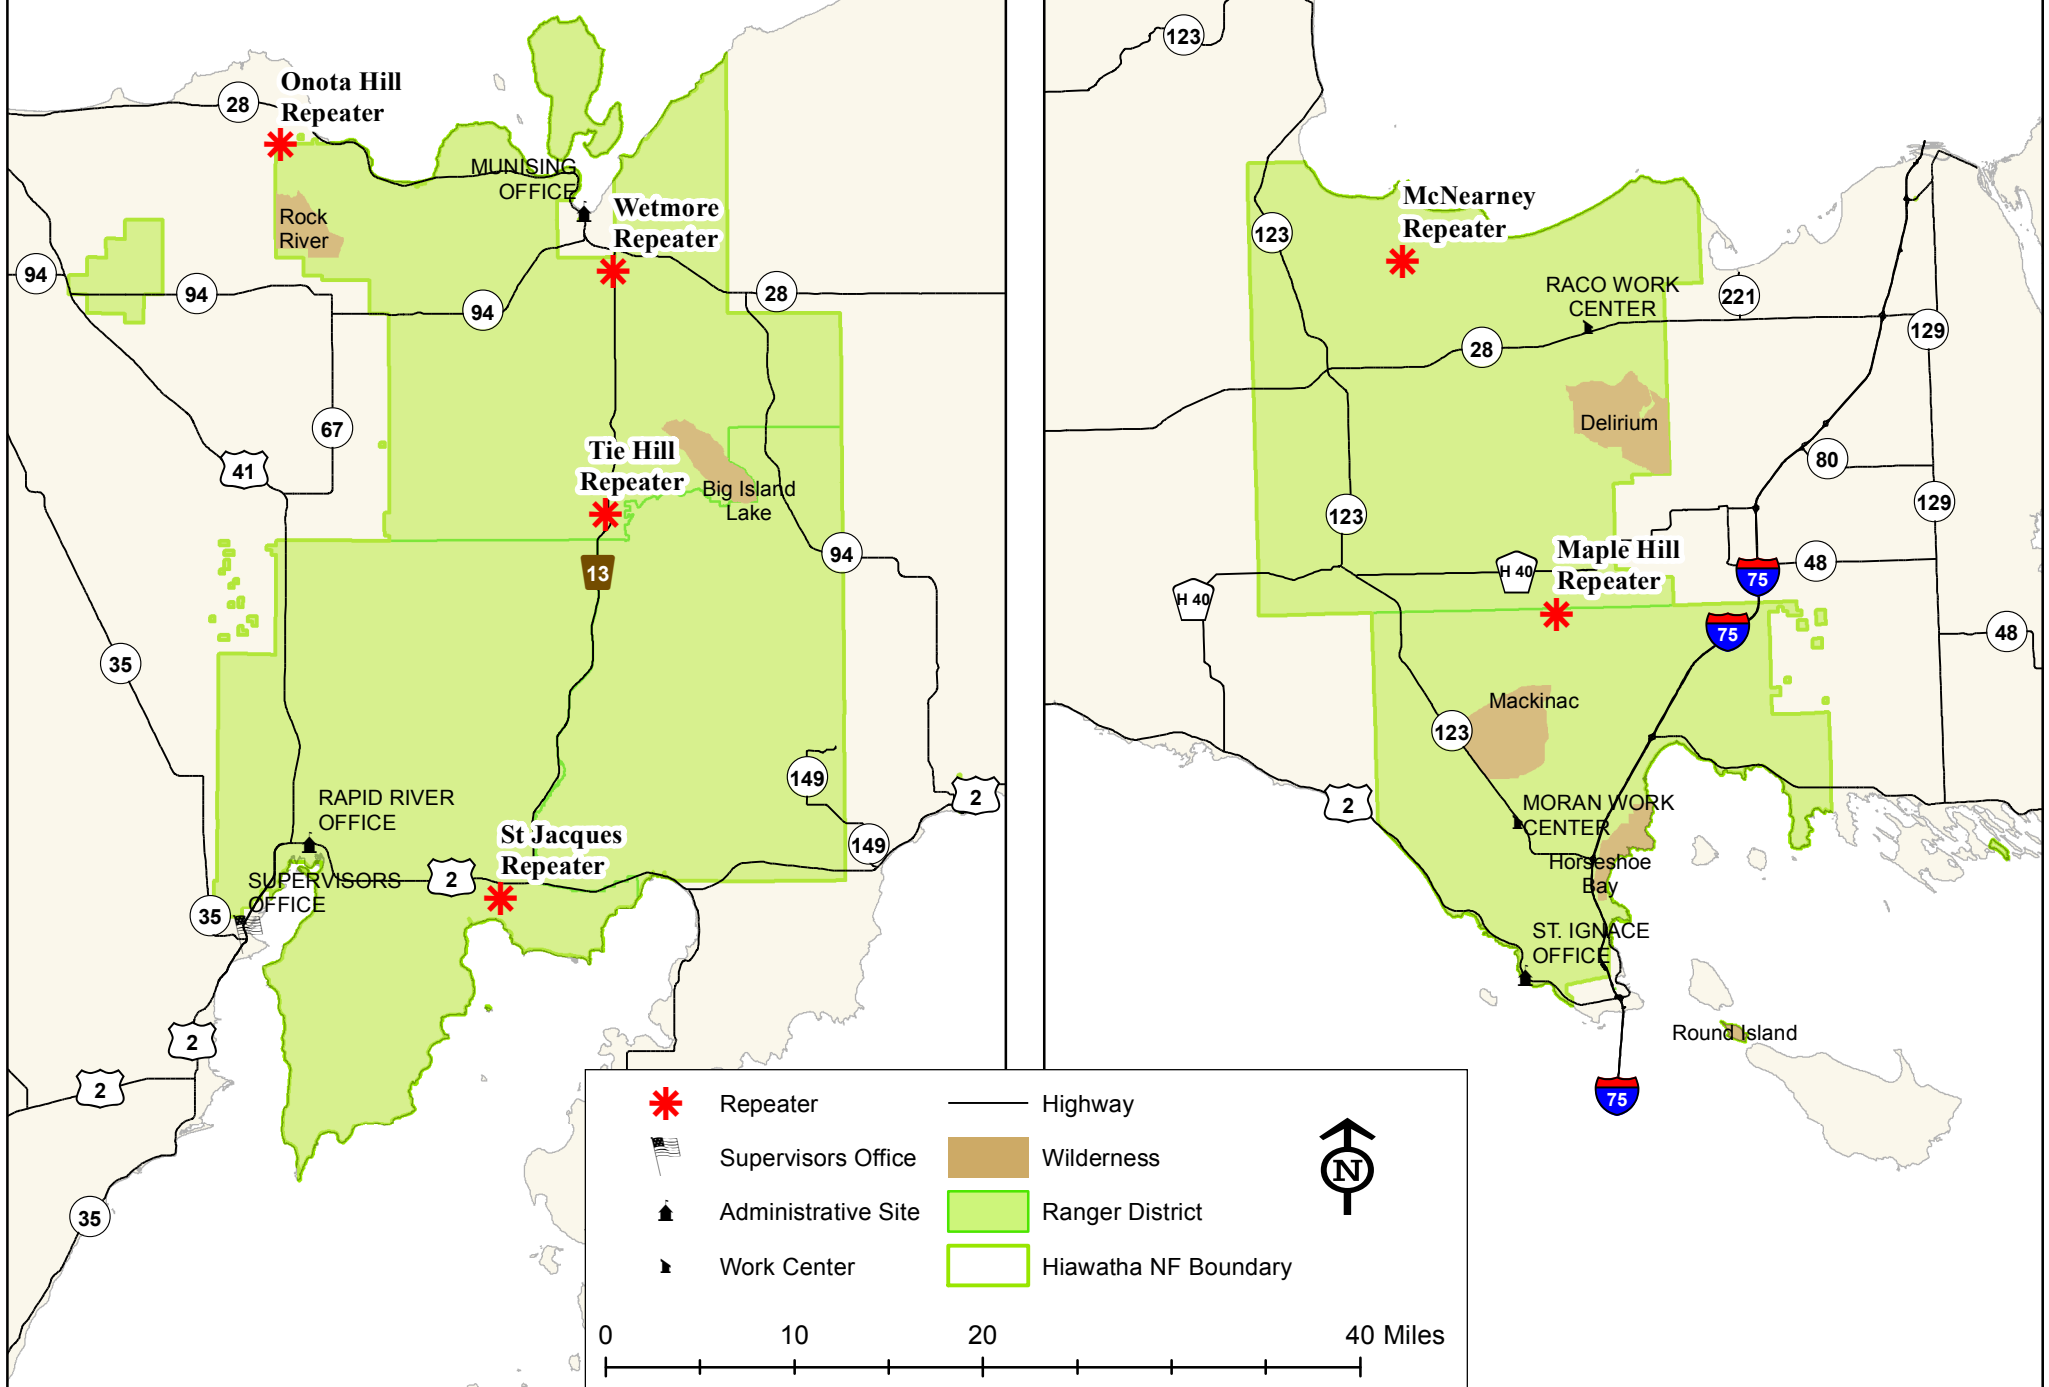 123
Onota Hill
Repeater
28
MUNISING
OFFICE
Wetmore
Repeater
Rock
River
94
94
94
28
67
41
Tie Hill
Repeater
Big Island
Lake
94
13
35
149
2
149
RAPID RIVER
OFFICE
St Jacques
Repeater
2
SUPERVISORS
OFFICE
35
2
2
35
McNearney
Repeater
123
RACO WORK
CENTER
221
129
28
Delirium
80
129
123
Maple Hill
Repeater
H 40
H 40
75
48
75
48
Mackinac
123
2
MORAN WORK
CENTER
Horseshoe
Bay
ST. IGNACE
OFFICE
Round Island
75
Repeater
Highway
Supervisors Office
Wilderness
Administrative Site
Ranger District
Work Center
Hiawatha NF Boundary
N
0 10 20 40 Miles